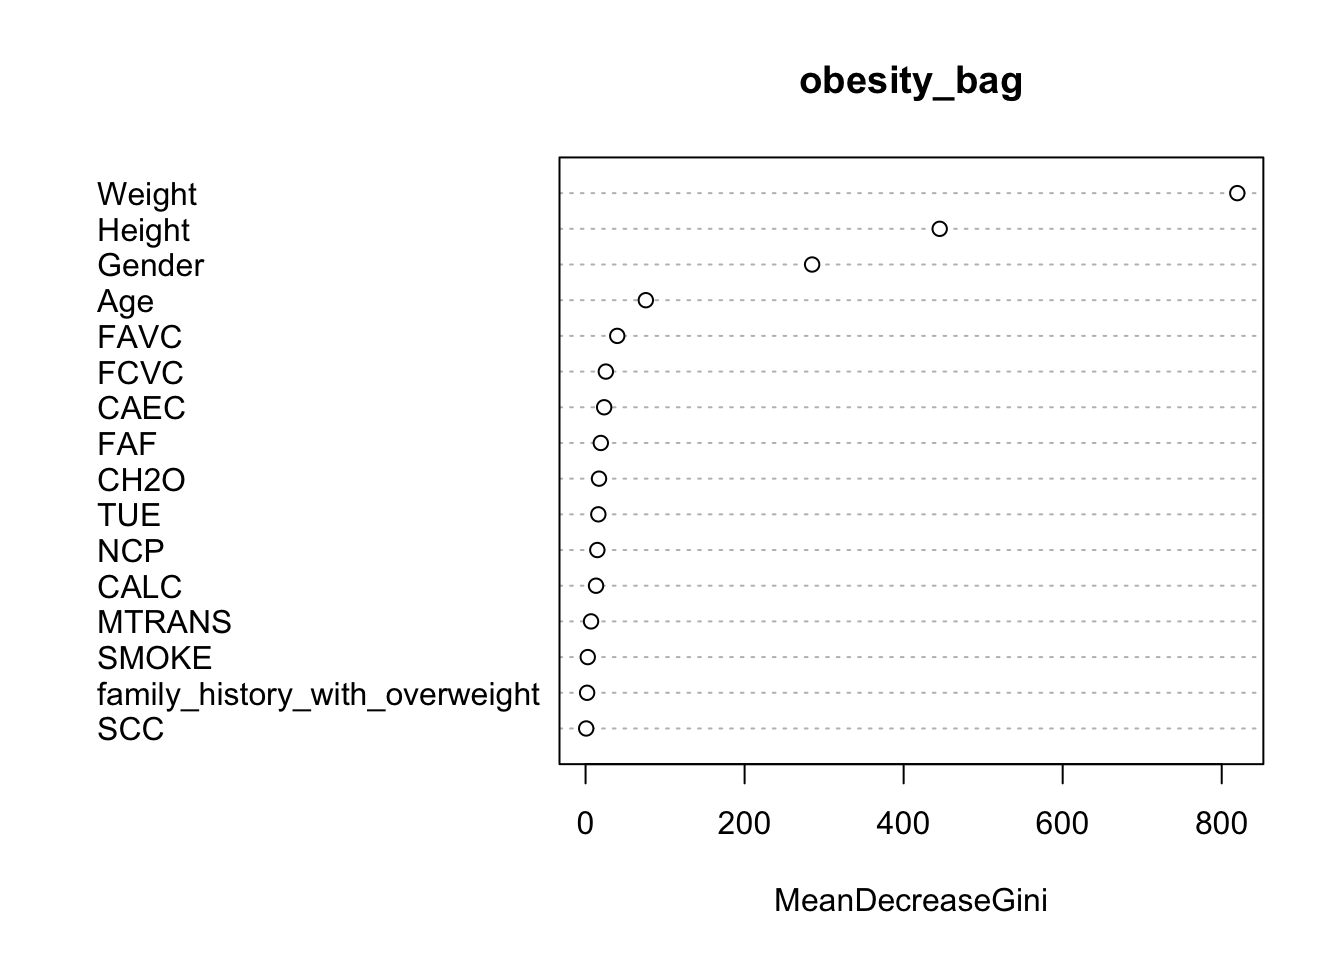 obesity_bag
Weight
Height
Gender
Age
FAVC
FCVC
CAEC
FAF
CH2O
TUE
NCP
CALC
MTRANS
SMOKE
family_history_with_overweight
SCC
0 200 400 600 800
MeanDecreaseGini